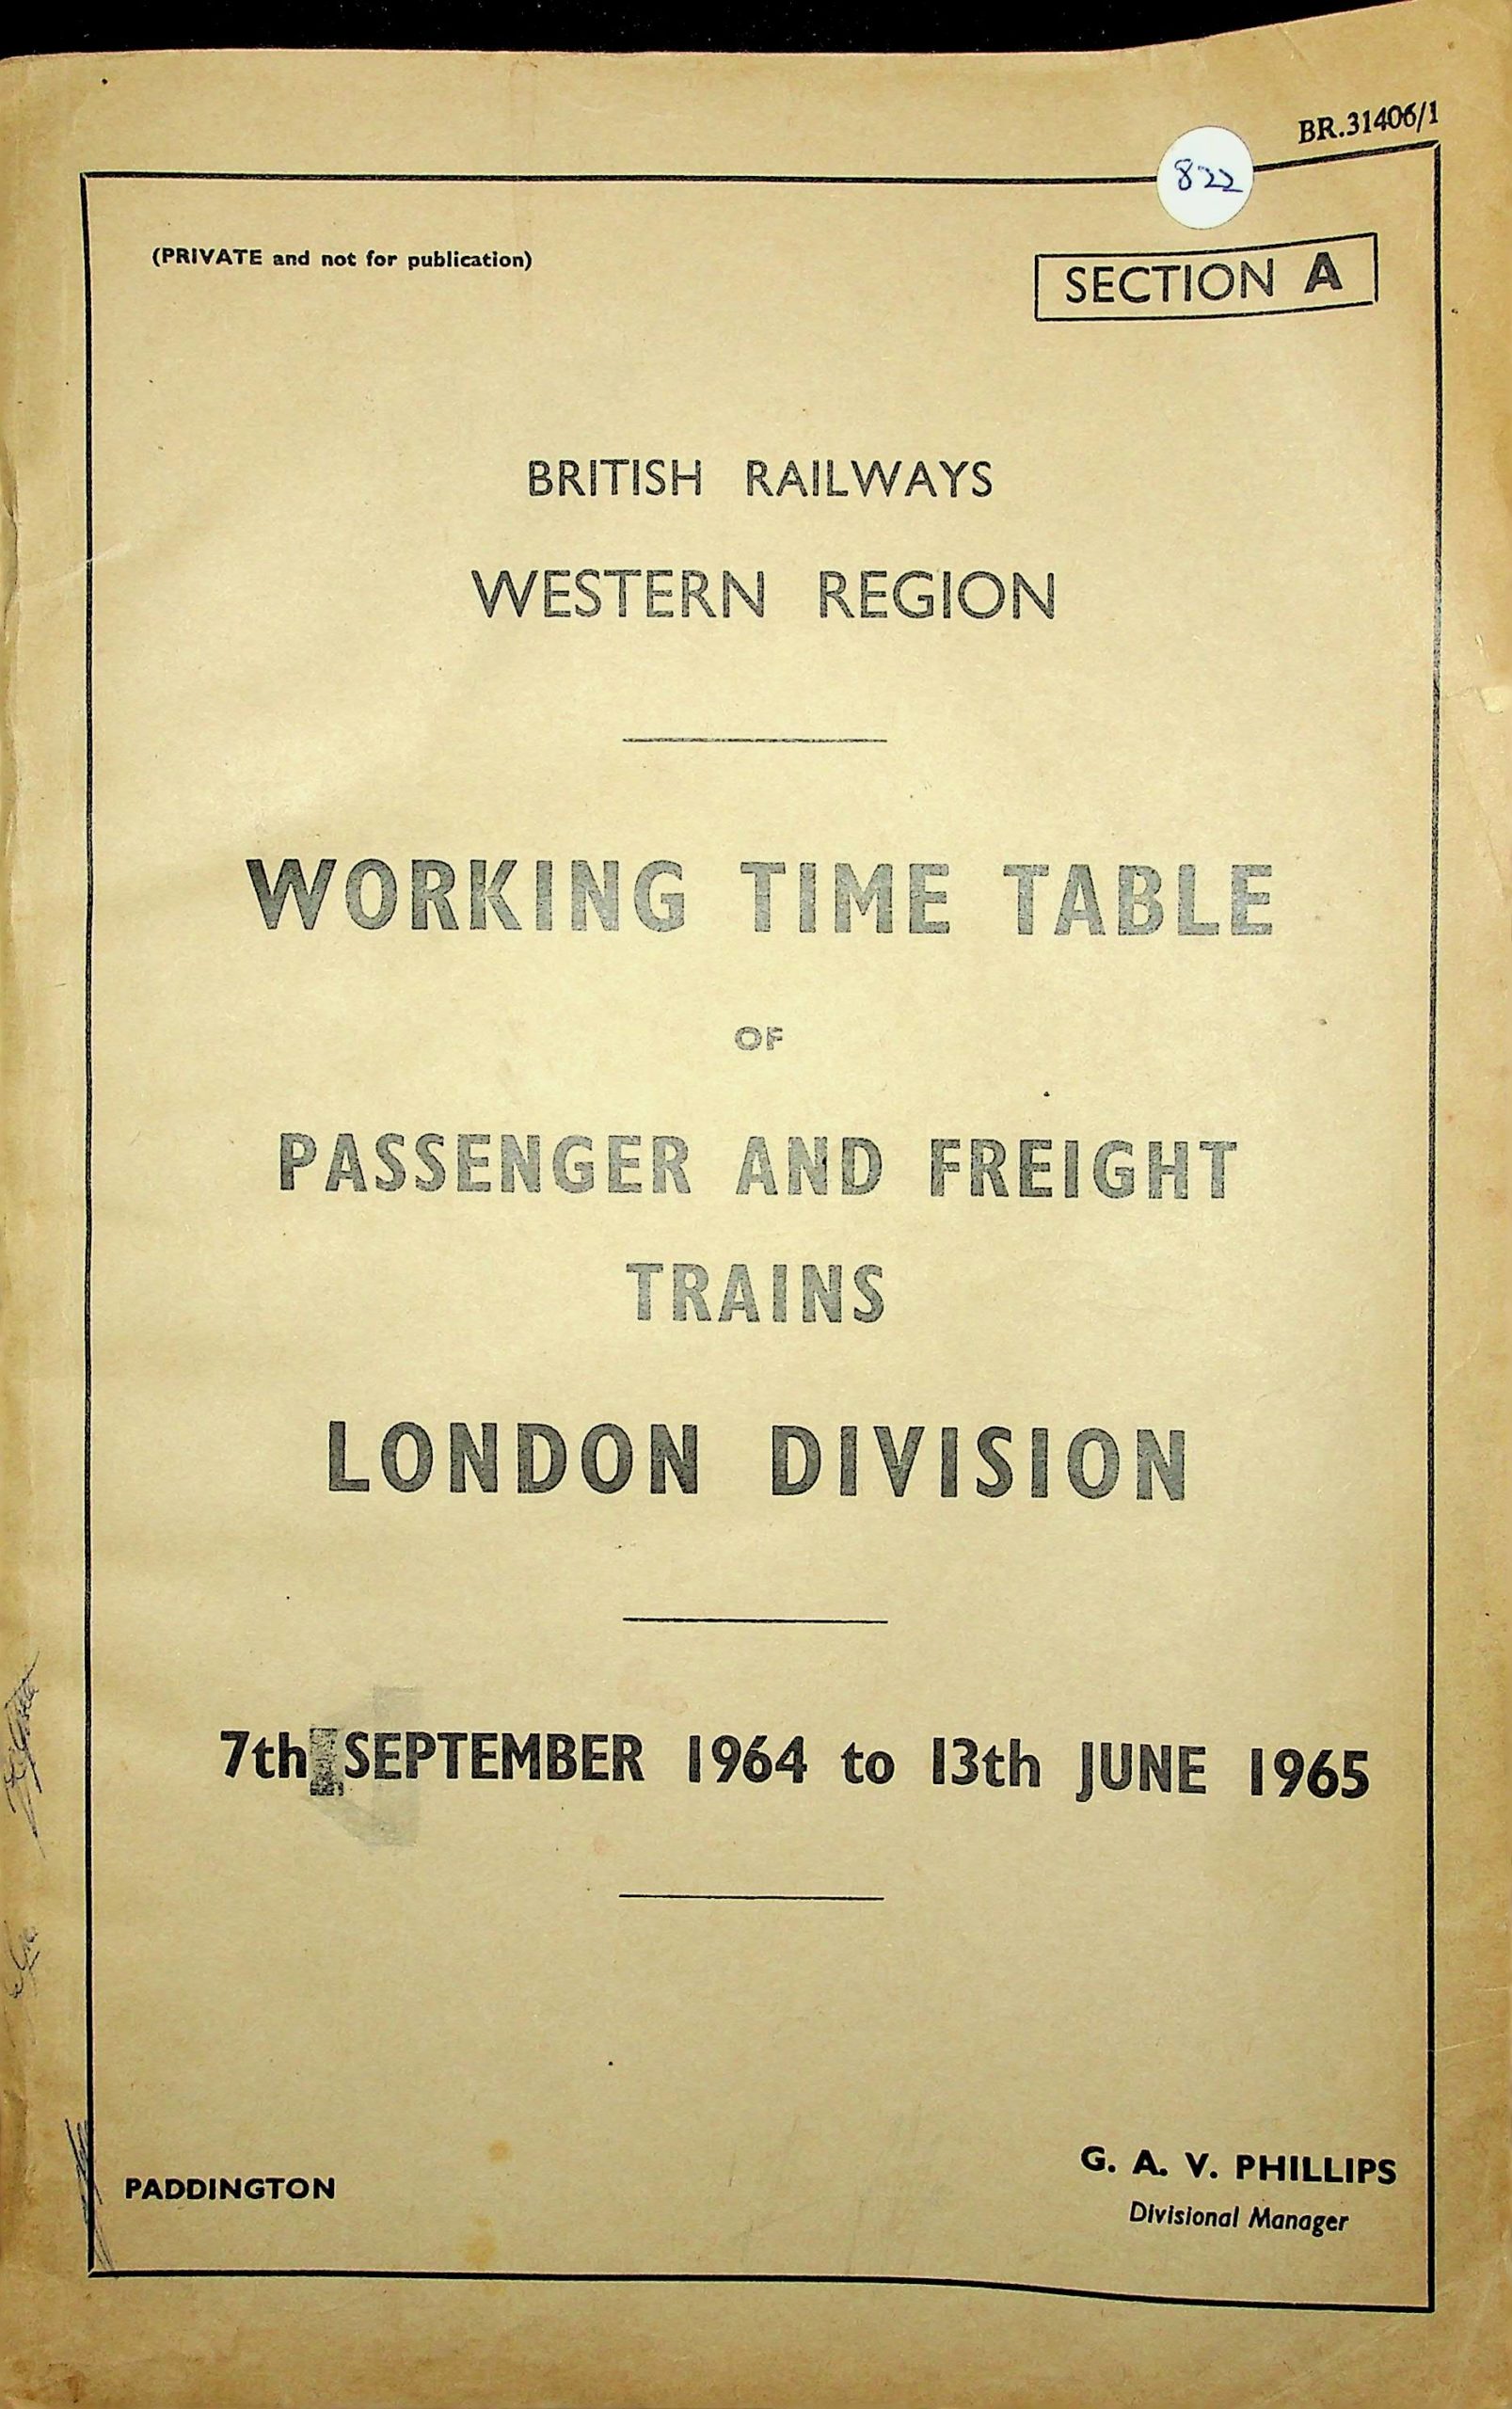 BR.31406/1
822
(PRIVATE and not for publication)
SECTION A
BRITISH RAILWAYS
WESTERN REGION
WORKING TIME TABLE
OF
PASSENGER AND FREIGHT
TRAINS
LONDON DIVISION
7th SEPTEMBER 1964 to 13th JUNE 1965
PADDINGTON
G. A. V. PHILLIPS
Divisional Manager